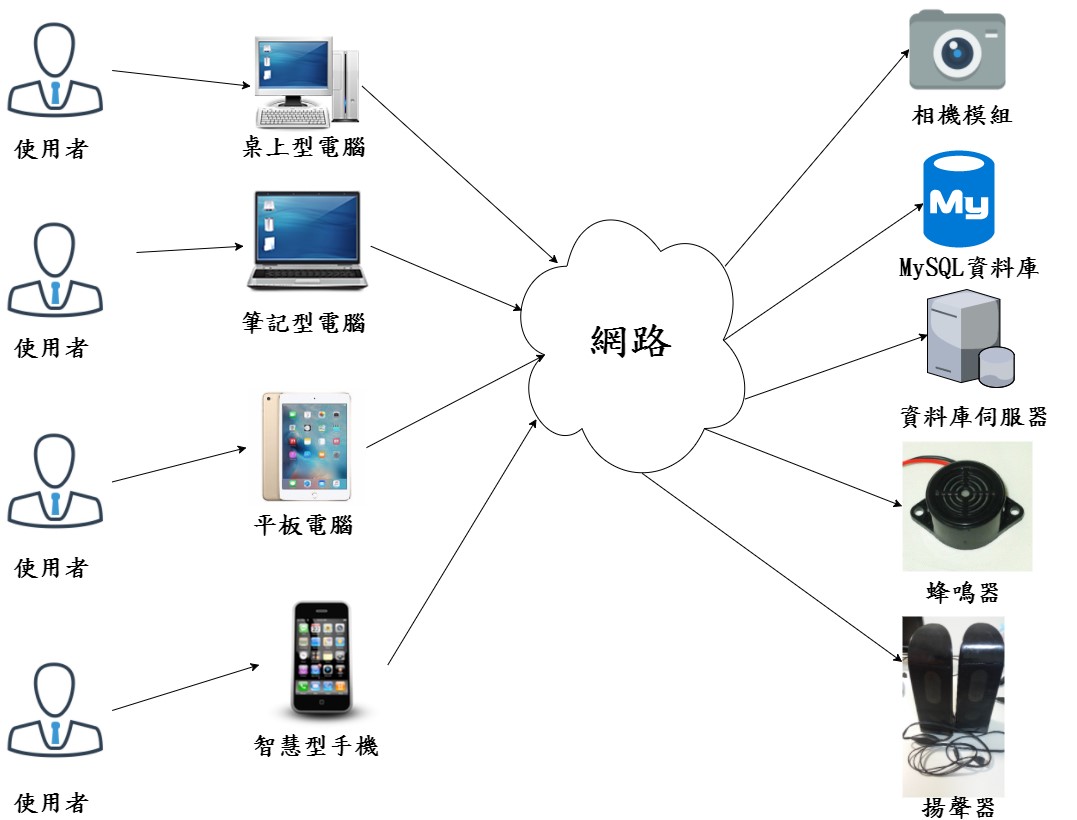 使用者
桌上型電腦
相機模組
My
MySQL資料庫
使用者
筆記型電腦
網路
資料庫伺服器
使用者
平板電腦
蜂鳴器
使用者
智慧型手機
揚聲器